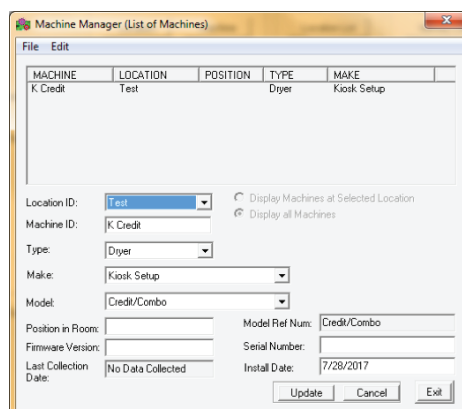 Machine Manager (List of Machines)
File Edit
MACHINE LOCATION POSITION TYPE MAKE
K Credit Test Dryer Kiosk Setup
Location ID: Test Display Machines at Selected Location
Display all Machines
Machine ID: K Credit
Type: Dryer
Make: Kiosk Setup
Model: Credit/Combo
Position in Room: Model Ref Num: Credit/Combo
Firmware Version: Serial Number:
Last Collection Date: No Data Collected Install Date: 7/28/2017
Update Cancel Exit